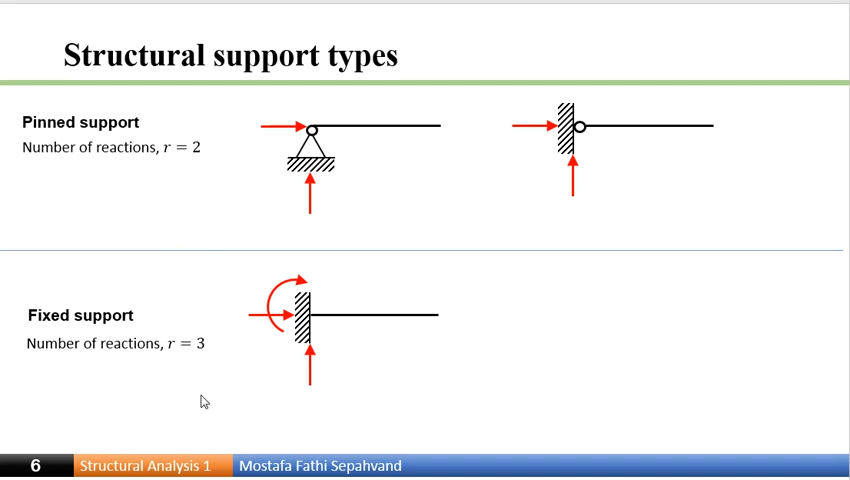 Structural support types
Pinned support
Number of reactions, r = 2
Fixed support
Number of reactions, r = 3
6 Structural Analysis 1 Mostafa Fathi Sepahvand